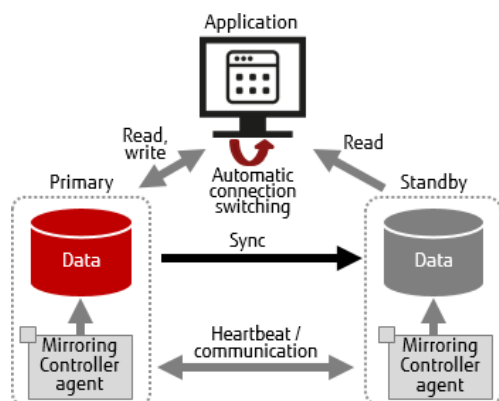 Application
Read,
write
Read
Automatic
connection
switching
Primary
Standby
Data
Sync
Data
Mirroring
Controller
agent
Heartbeat /
communication
Mirroring
Controller
agent